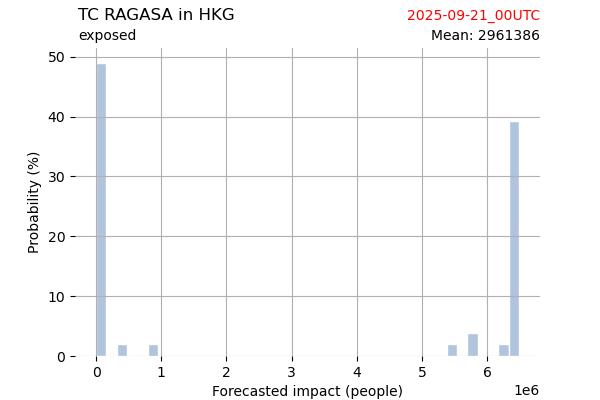 TC RAGASA in HKG
2025-09-21_00UTC
exposed
Mean: 2961386
50
40
30
20
10
0
Probability (%)
0 1 2 3 4 5 6
1e6
Forecasted impact (people)